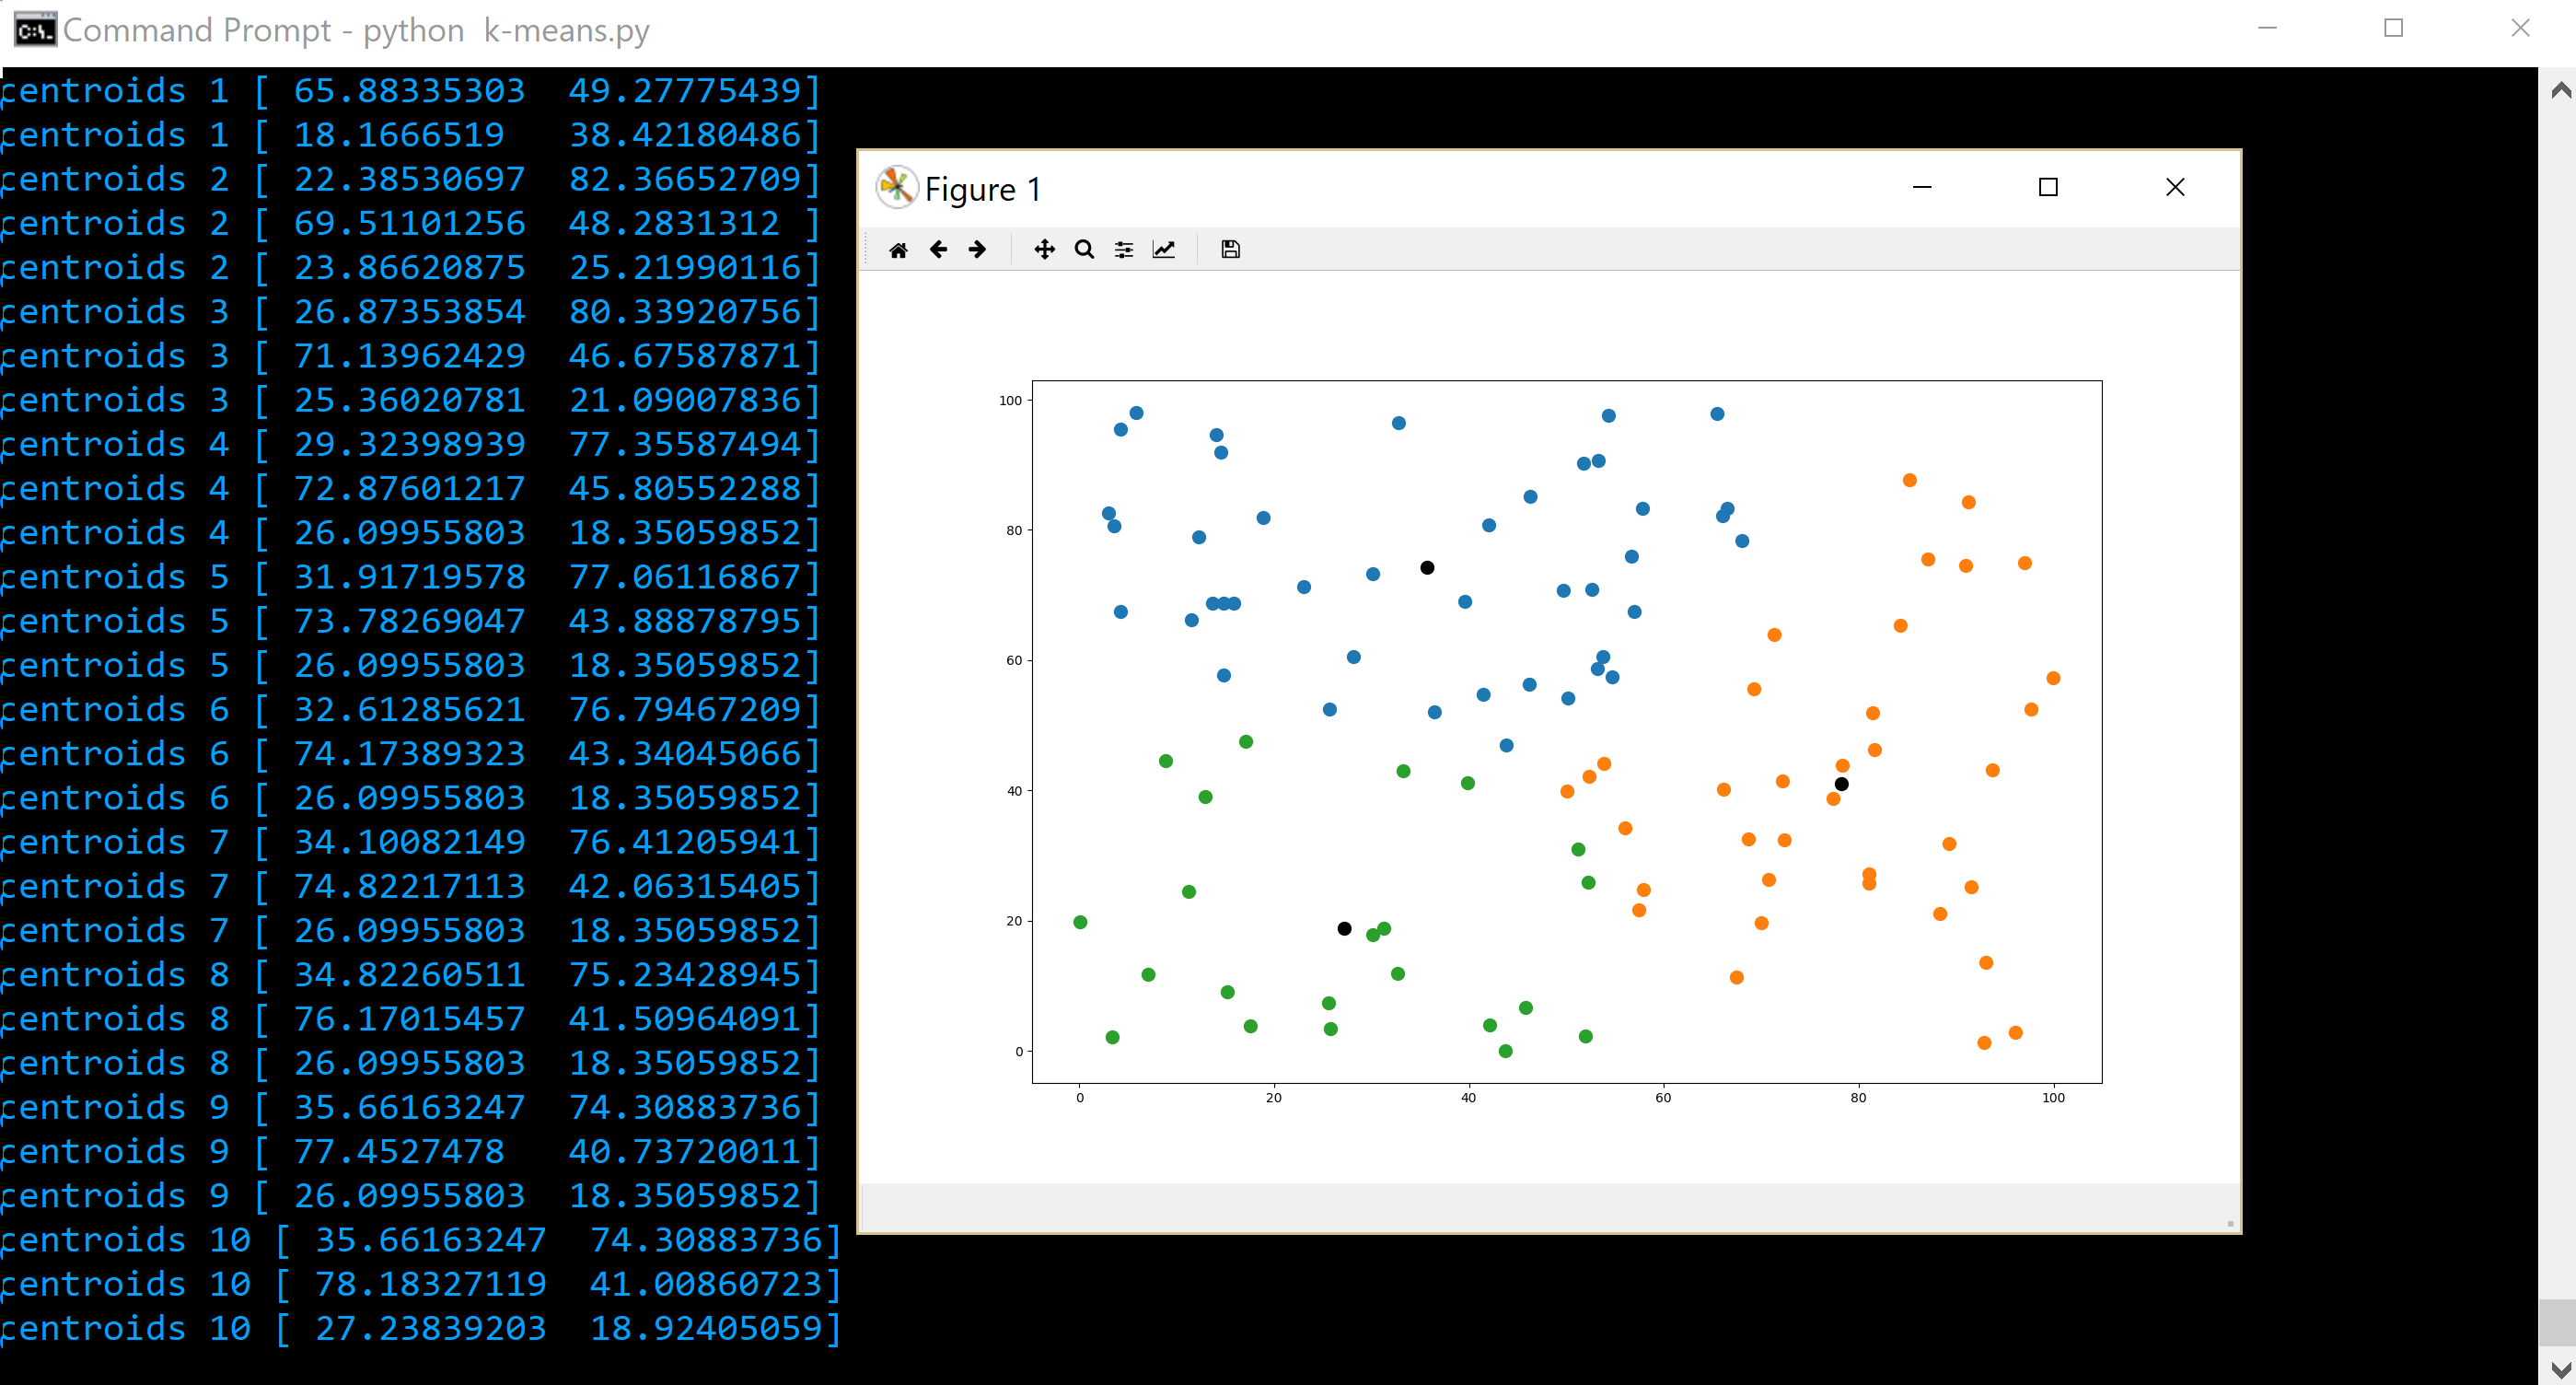 Command Prompt - python  k-means.py
centroids 1 [ 65.88335303  49.27775439]
centroids 1 [ 18.1666519   38.42180486]
centroids 2 [ 22.38530697  82.36652709]
centroids 2 [ 69.51101256  48.2831312 ]
centroids 2 [ 23.86620875  25.21990116]
centroids 3 [ 26.87353854  80.33920756]
centroids 3 [ 71.13962429  46.67587871]
centroids 3 [ 25.36020781  21.09007836]
centroids 4 [ 29.32398939  77.35587494]
centroids 4 [ 72.87601217  45.80552288]
centroids 4 [ 26.09955803  18.35059852]
centroids 5 [ 31.91719578  77.06116867]
centroids 5 [ 73.78269047  43.88878795]
centroids 5 [ 26.09955803  18.35059852]
centroids 6 [ 32.61285621  76.79467209]
centroids 6 [ 74.17389323  43.34045066]
centroids 6 [ 26.09955803  18.35059852]
centroids 7 [ 34.10082149  76.41205941]
centroids 7 [ 74.82217113  42.06315405]
centroids 7 [ 26.09955803  18.35059852]
centroids 8 [ 34.82260511  75.23428945]
centroids 8 [ 76.17015457  41.50964091]
centroids 8 [ 26.09955803  18.35059852]
centroids 9 [ 35.66163247  74.30883736]
centroids 9 [ 77.4527478   40.73720011]
centroids 9 [ 26.09955803  18.35059852]
centroids 10 [ 35.66163247  74.30883736]
centroids 10 [ 78.18327119  41.00860723]
centroids 10 [ 27.23839203  18.92405059]
Figure 1
100
80
60
40
20
0
0 20 40 60 80 100